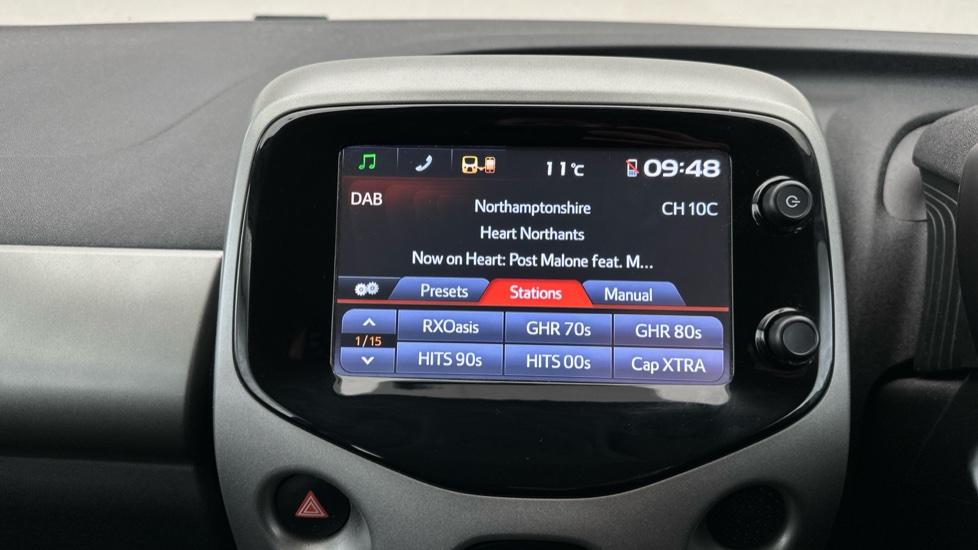 11°C 09:48
DAB Northamptonshire CH 10C
Heart Northants
Now on Heart: Post Malone feat. M...
Presets Stations Manual
RXOasis GHR 70s GHR 80s
1/15
HITS 90s HITS 00s Cap XTRA